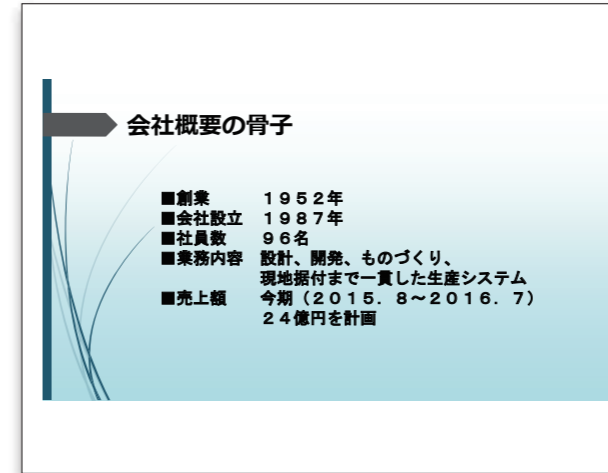 会社概要の骨子
■創業　　　１９５２年
■会社設立　１９８７年
■社員数　　９６名
■業務内容　設計、開発、ものづくり、
現地据付まで一貫した生産システム
■売上額　　今期（２０１５．８～２０１６．７）
２４億円を計画